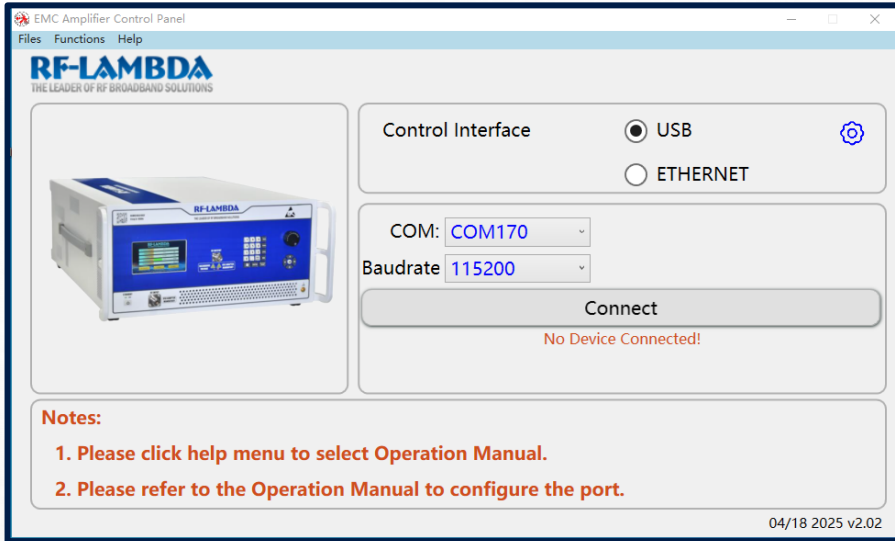 EMC Amplifier Control Panel
Files Functions Help
RF-LAMBDA
THE LEADER OF RF BROADBAND SOLUTIONS
Control Interface
USB
ETHERNET
RF-LAMBDA
COM: COM170
Baudrate 115200
Connect
No Device Connected!
Notes:
1. Please click help menu to select Operation Manual.
2. Please refer to the Operation Manual to configure the port.
04/18 2025 v2.02